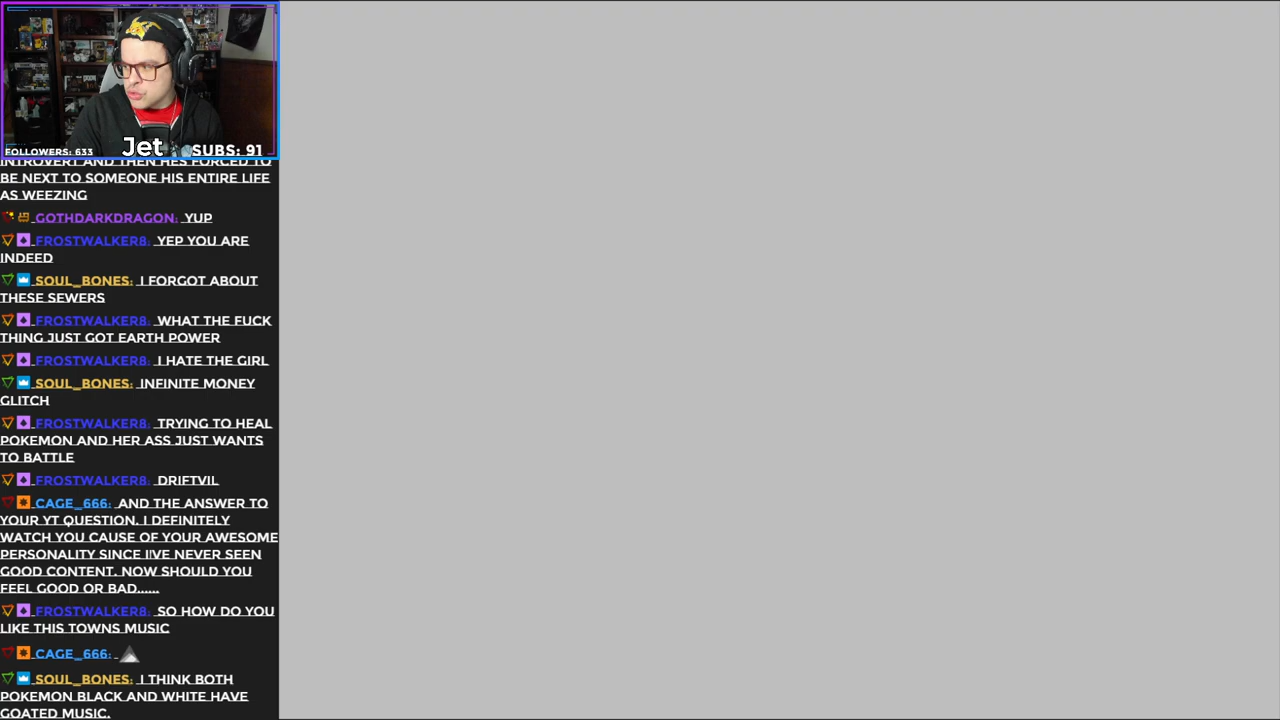 FOLLOWERS: 633
Jet
SUBS: 91
INTROVERT AND THEN HES FORCED TO
BE NEXT TO SOMEONE HIS ENTIRE LIFE
AS WEEZING
GOTHDARKDRAGON: YUP
FROSTWALKER8: YEP YOU ARE
INDEED
SOUL_BONES: I FORGOT ABOUT
THESE SEWERS
FROSTWALKER8: WHAT THE FUCK
THING JUST GOT EARTH POWER
FROSTWALKER8: I HATE THE GIRL
SOUL_BONES: INFINITE MONEY
GLITCH
FROSTWALKER8: TRYING TO HEAL
POKEMON AND HER ASS JUST WANTS
TO BATTLE
FROSTWALKER8: DRIFTVIL
CAGE_666: AND THE ANSWER TO
YOUR YT QUESTION. I DEFINITELY
WATCH YOU CAUSE OF YOUR AWESOME
PERSONALITY SINCE I'VE NEVER SEEN
GOOD CONTENT. NOW SHOULD YOU
FEEL GOOD OR BAD......
FROSTWALKER8: SO HOW DO YOU
LIKE THIS TOWNS MUSIC
CAGE_666:
SOUL_BONES: I THINK BOTH
POKEMON BLACK AND WHITE HAVE
GOATED MUSIC.